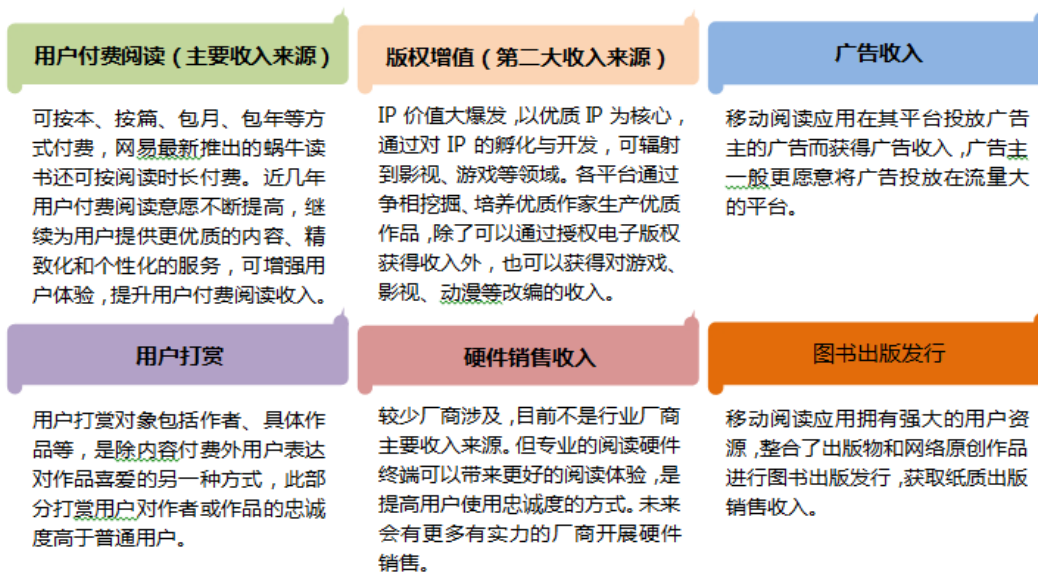 用户付费阅读（主要收入来源）
可按本、按篇、包月、包年等方
式付费，网易最新推出的蜗牛读
书还可按阅读时长付费。近几年
用户付费阅读意愿不断提高，继
续为用户提供更优质的内容、精
致化和个性化的服务，可增强用
户体验，提升用户付费阅读收入。
版权增值（第二大收入来源）
IP 价值大爆发，以优质 IP 为核心，
通过对 IP 的孵化与开发，可辐射
到影视、游戏等领域。各平台通过
争相挖掘、培养优质作家生产优质
作品，除了可以通过授权电子版权
获得收入外，也可以获得对游戏、
影视、动漫等改编的收入。
广告收入
移动阅读应用在其平台投放广告
主的广告而获得广告收入，广告主
一般更愿意将广告投放在流量大
的平台。
用户打赏
用户打赏对象包括作者、具体作
品等，是除内容付费外用户表达
对作品喜爱的另一种方式，此部
分打赏用户对作者或作品的忠诚
度高于普通用户。
硬件销售收入
较少厂商涉及，目前不是行业厂商
主要收入来源。但专业的阅读硬件
终端可以带来更好的阅读体验，是
提高用户使用忠诚度的方式。未来
会有更多有实力的厂商开展硬件
销售。
图书出版发行
移动阅读应用拥有强大的用户资
源，整合了出版物和网络原创作品
进行图书出版发行，获取纸质出版
销售收入。